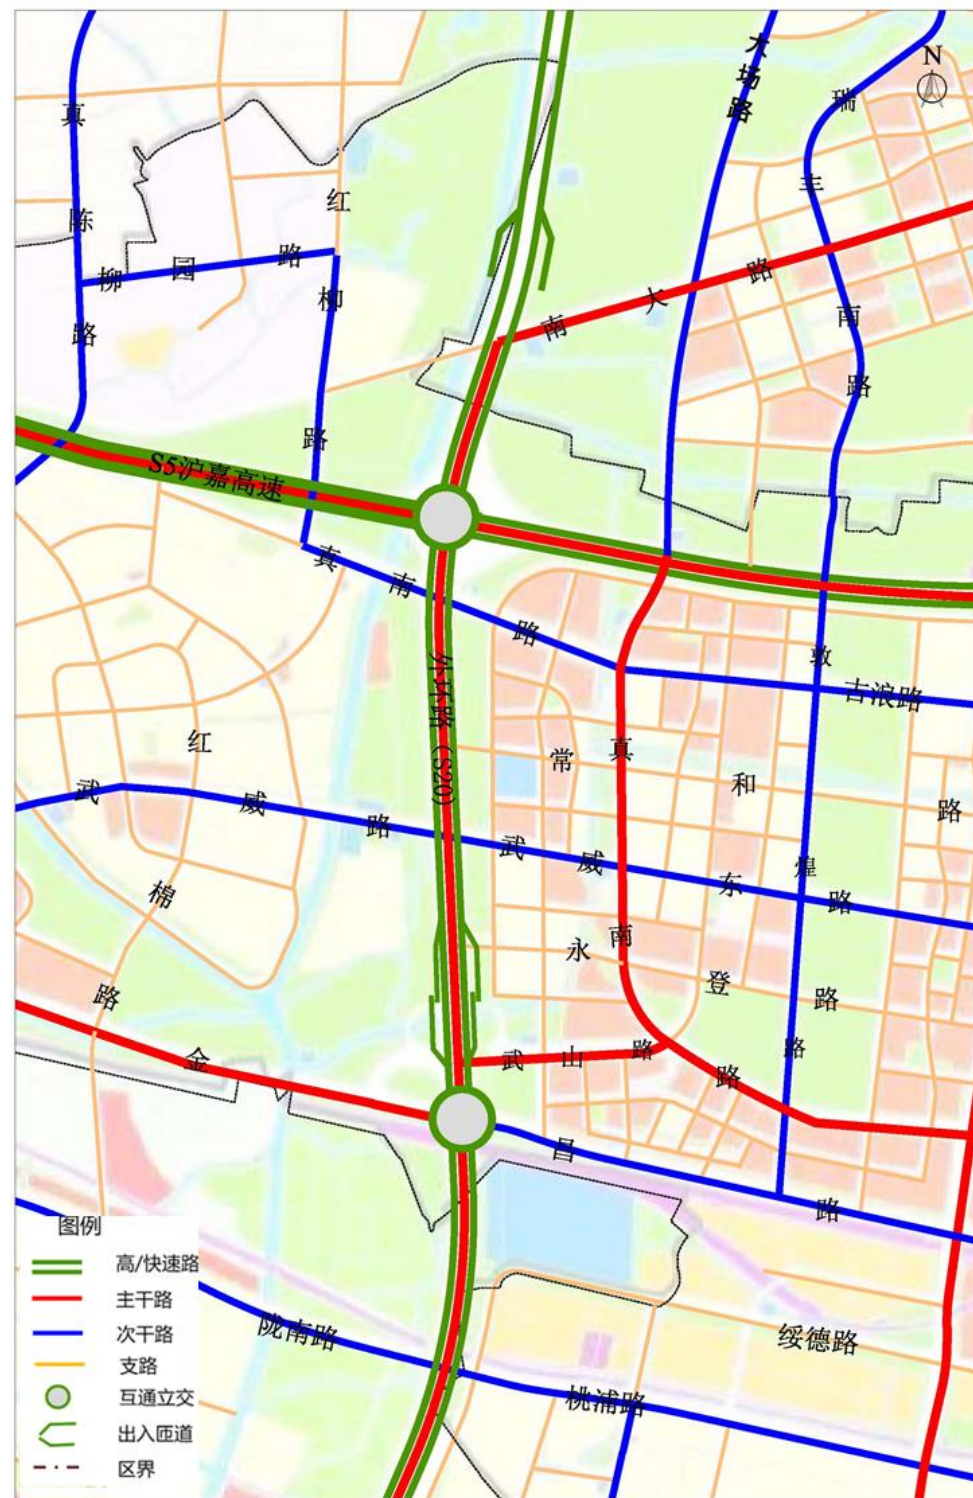 大场路
N
瑞丰南路
真陈路
红柳路
柳园路
南大路
S5沪嘉高速
真南路
敦煌路
古浪路
外环路（S20）
红棉路
常和路
真南路
武威路
武威东路
永登路
金昌路
武山路
图例
高/快速路
主干路
次干路
支路
互通立交
出入匝道
区界
陇南路
绥德路
桃浦路